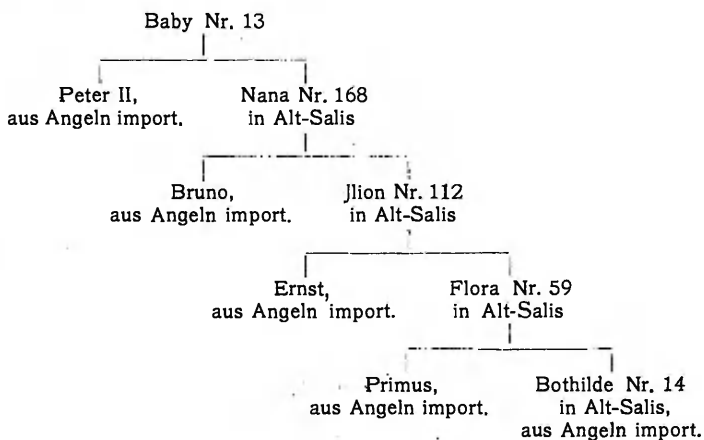 Baby Nr. 13
Peter II,
aus Angeln import.
Nana Nr. 168
in Alt-Salis
Bruno,
aus Angeln import.
Jlion Nr. 112
in Alt-Salis
Ernst,
aus Angeln import.
Flora Nr. 59
in Alt-Salis
Primus,
aus Angeln import.
Bothilde Nr. 14
in Alt-Salis,
aus Angeln import.